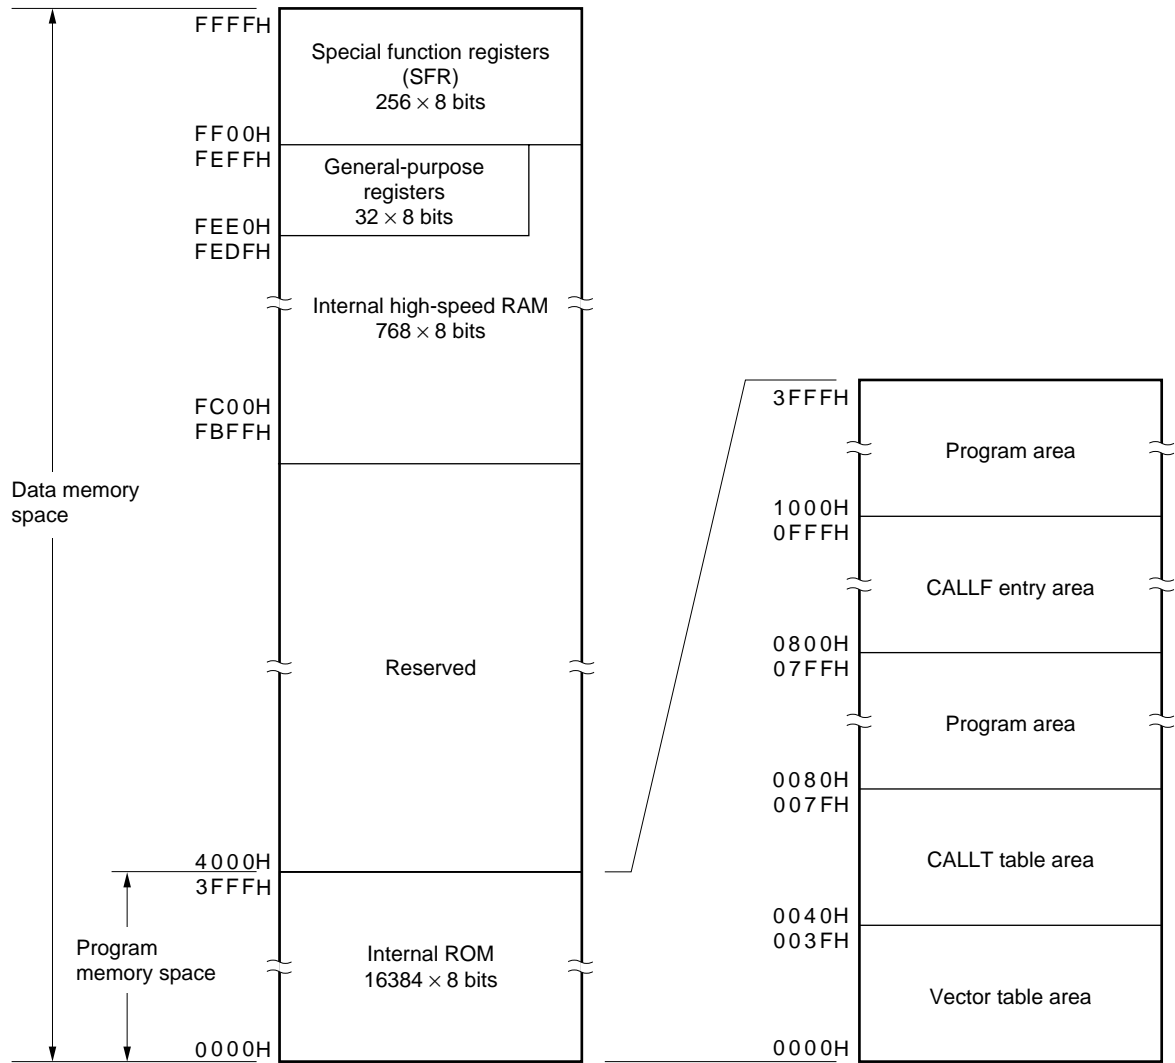 FFFFH
Special function registers
(SFR)
256 × 8 bits
FF00H
FEFFH
General-purpose
registers
32 × 8 bits
FEE0H
FEDFH
Internal high-speed RAM
768 × 8 bits
FC00H
FBFFH
Data memory
space
Reserved
4000H
3FFFH
Program
memory space
Internal ROM
16384 × 8 bits
0000H
3FFFH
Program area
1000H
0FFFH
CALLF entry area
0800H
07FFH
Program area
0080H
007FH
CALLT table area
0040H
003FH
Vector table area
0000H